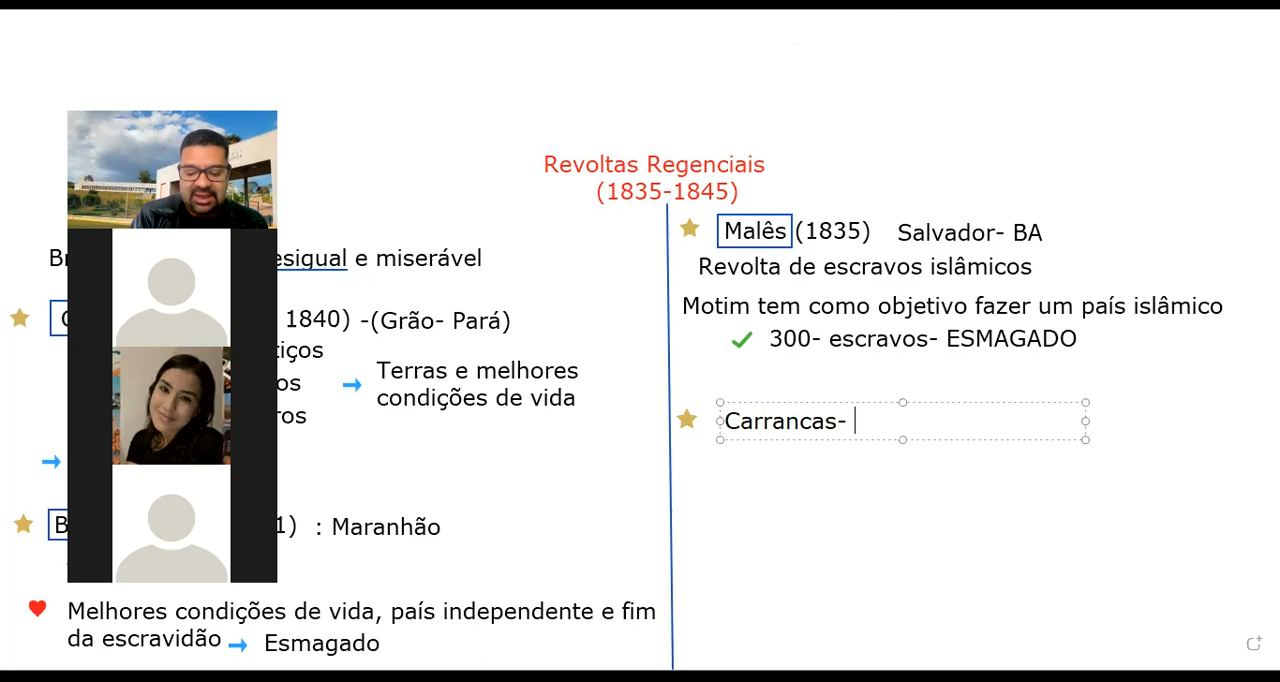 Revoltas Regenciais
(1835-1845)
esigual e miserável
1840) -(Grão- Pará)
tiços
os
ros
Terras e melhores
condições de vida
B 1) : Maranhão
Melhores condições de vida, país independente e fim
da escravidão
Esmagado
Malês (1835) Salvador- BA
Revolta de escravos islâmicos
Motim tem como objetivo fazer um país islâmico
300- escravos- ESMAGADO
Carrancas-